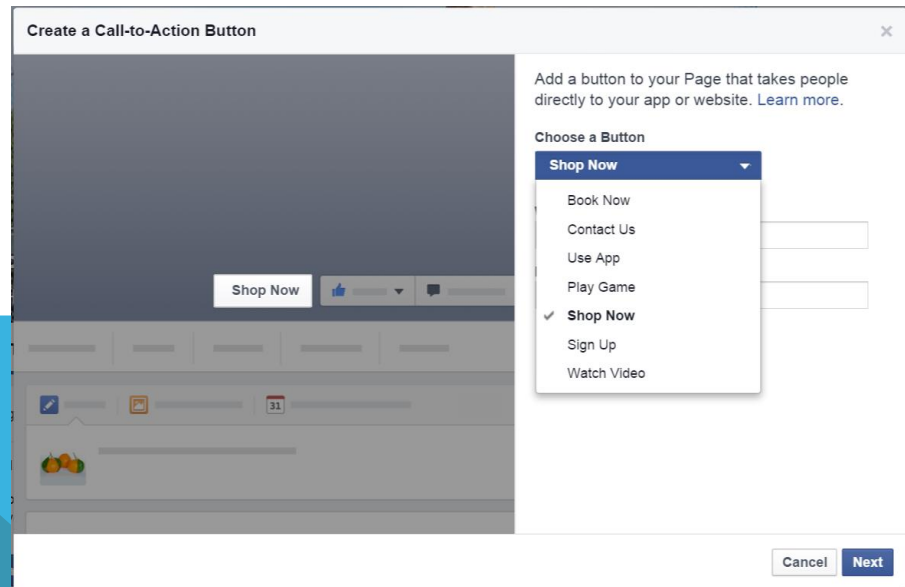 Create a Call-to-Action Button
Add a button to your Page that takes people
directly to your app or website. Learn more.
Choose a Button
Shop Now
Book Now
Contact Us
Use App
Play Game
Shop Now
Sign Up
Watch Video
Shop Now
31
Cancel
Next